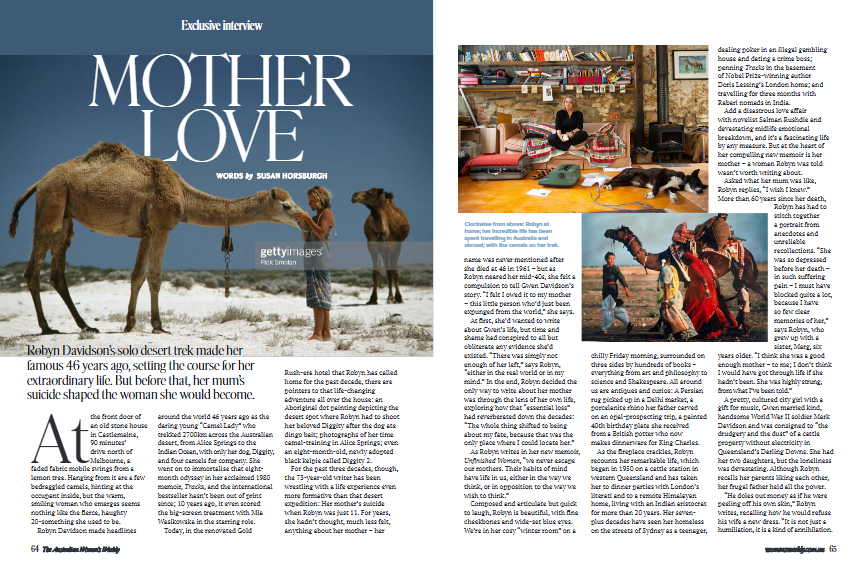 Exclusive interview
MOTHER
LOVE
WORDS by SUSAN HORSBURGH
gettyimages
Rick Smolan
Robyn Davidson's solo desert trek made her
famous 46 years ago, setting the course for her
extraordinary life. But before that, her mum's
suicide shaped the woman she would become.
At the front door of
an old stone house
in Castlemaine,
90 minutes'
drive north of
Melbourne, a
faded fabric mobile swings from a
lemon tree. Hanging from it are a few
bedraggled camels, hinting at the
occupant inside, but the warm,
smiling woman who emerges seems
nothing like the fierce, haughty
20-something she used to be.
Robyn Davidson made headlines
around the world 46 years ago as the
daring young "Camel Lady" who
trekked 2700km across the Australian
desert, from Alice Springs to the
Indian Ocean, with only her dog, Diggity,
and four camels for company. She
went on to immortalise that eight-
month odyssey in her acclaimed 1980
memoir, Tracks, and the international
bestseller hasn't been out of print
since; 10 years ago, it even scored
the big-screen treatment with Mia
Wasikowska in the starring role.
Today, in the renovated Gold
Rush-era hotel that Robyn has called
home for the past decade, there are
pointers to that life-changing
adventure all over the house: an
Aboriginal dot painting depicting the
desert spot where Robyn had to shoot
her beloved Diggity after the dog ate
dingo bait; photographs of her time
camel-training in Alice Springs; even
an eight-month-old, newly adopted
black kelpie called Diggity 2.
For the past three decades, though,
the 73-year-old writer has been
wrestling with a life experience even
more formative than that desert
expedition: Her mother's suicide
when Robyn was just 11. For years,
she hadn't thought, much less felt,
anything about her mother – her
64 The Australian Women's Weekly
Clockwise from above: Robyn at
home; her incredible life has been
spent travelling in Australia and
abroad; with the camels on her trek.
name was never mentioned after
she died at 46 in 1961 – but as
Robyn neared her mid-40s, she felt a
compulsion to tell Gwen Davidson's
story. "I felt I owed it to my mother
– this little person who'd just been
expunged from the world," she says.
At first, she'd wanted to write
about Gwen's life, but time and
shame had conspired to all but
obliterate any evidence she'd
existed. "There was simply not
enough of her left," says Robyn,
"either in the real world or in my
mind." In the end, Robyn decided the
only way to write about her mother
was through the lens of her own life,
exploring how that "essential loss"
had reverberated down the decades:
"The whole thing shifted to being
about my fate, because that was the
only place where I could locate her."
As Robyn writes in her new memoir,
Unfinished Woman, "we never escape
our mothers. Their habits of mind
have life in us, either in the way we
think, or in opposition to the way we
wish to think."
Composed and articulate but quick
to laugh, Robyn is beautiful, with fine
cheekbones and wide-set blue eyes.
We're in her cosy "winter room" on a
chilly Friday morning, surrounded on
three sides by hundreds of books –
everything from art and philosophy to
science and Shakespeare. All around
us are antiques and curios: A Persian
rug picked up in a Delhi market, a
porcelainite rhino her father carved
on an opal-prospecting trip, a painted
40th birthday plate she received
from a British potter who now
makes dinnerware for King Charles.
As the fireplace crackles, Robyn
recounts her remarkable life, which
began in 1950 on a cattle station in
western Queensland and has taken
her to dinner parties with London's
literati and to a remote Himalayan
home, living with an Indian aristocrat
for more than 20 years. Her seven-
plus decades have seen her homeless
on the streets of Sydney as a teenager,
dealing poker in an illegal gambling
house and dating a crime boss;
penning Tracks in the basement
of Nobel Prize-winning author
Doris Lessing's London home; and
travelling for three months with
Rabari nomads in India.
Add a disastrous love affair
with novelist Salman Rushdie and
devastating midlife emotional
breakdown, and it's a fascinating life
by any measure. But at the heart of
her compelling new memoir is her
mother – a woman Robyn was told
wasn't worth writing about.
Asked what her mum was like,
Robyn replies, "I wish I knew."
More than 60 years since her death,
Robyn has had to
stitch together
a portrait from
anecdotes and
unreliable
recollections. "She
was so depressed
before her death –
in such suffering
pain – I must have
blocked quite a lot,
because I have
so few clear
memories of her,"
says Robyn, who
grew up with a
sister, Marg, six
years older. "I think she was a good
enough mother – to me; I don't think
I would have got through life if she
hadn't been. She was highly strung,
from what I've been told."
A pretty, cultured city girl with a
gift for music, Gwen married kind,
handsome World War II soldier Mark
Davidson and was consigned to "the
drudgery and the dust" of a cattle
property without electricity in
Queensland's Darling Downs. She had
her two daughters, but the loneliness
was devastating. Although Robyn
recalls her parents liking each other,
her frugal father held all the power.
"He doles out money as if he were
peeling off his own skin," Robyn
writes, recalling how he would refuse
his wife a new dress. "It is not just a
humiliation, it is a kind of annihilation.
womensweekly.com.au 65